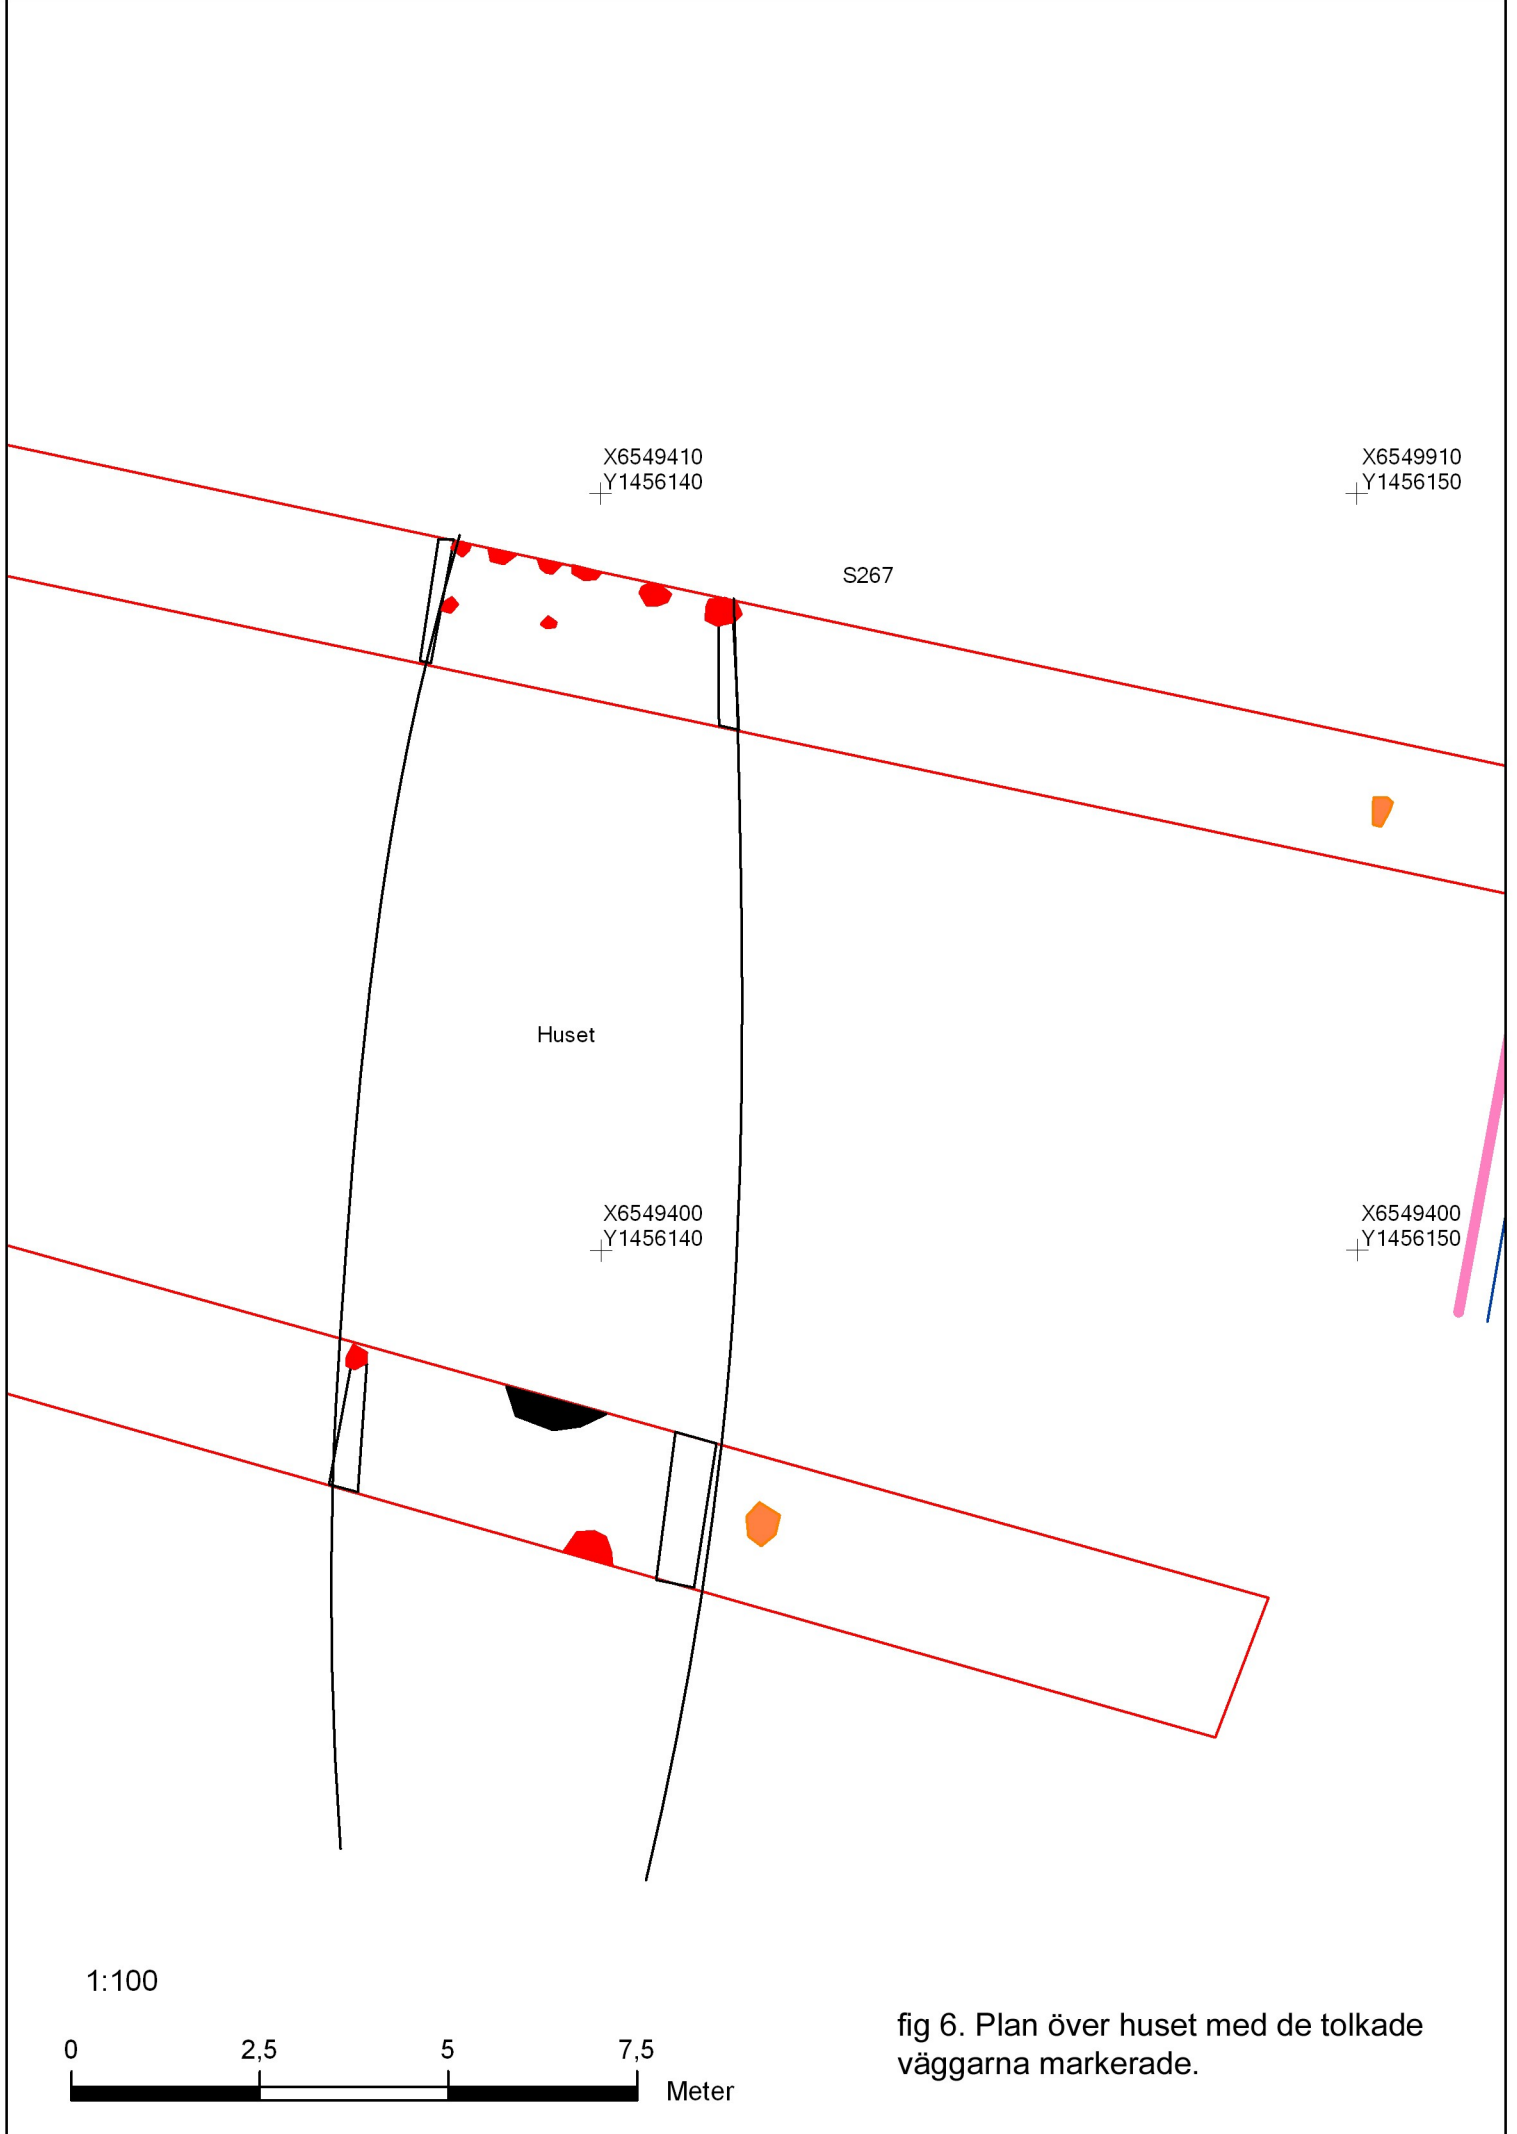 X6549410
Y1456140
X6549910
Y1456150
S267
Huset
X6549400
Y1456140
X6549400
Y1456150
1:100
0 2,5 5 7,5
Meter
fig 6. Plan över huset med de tolkade
väggarna markerade.